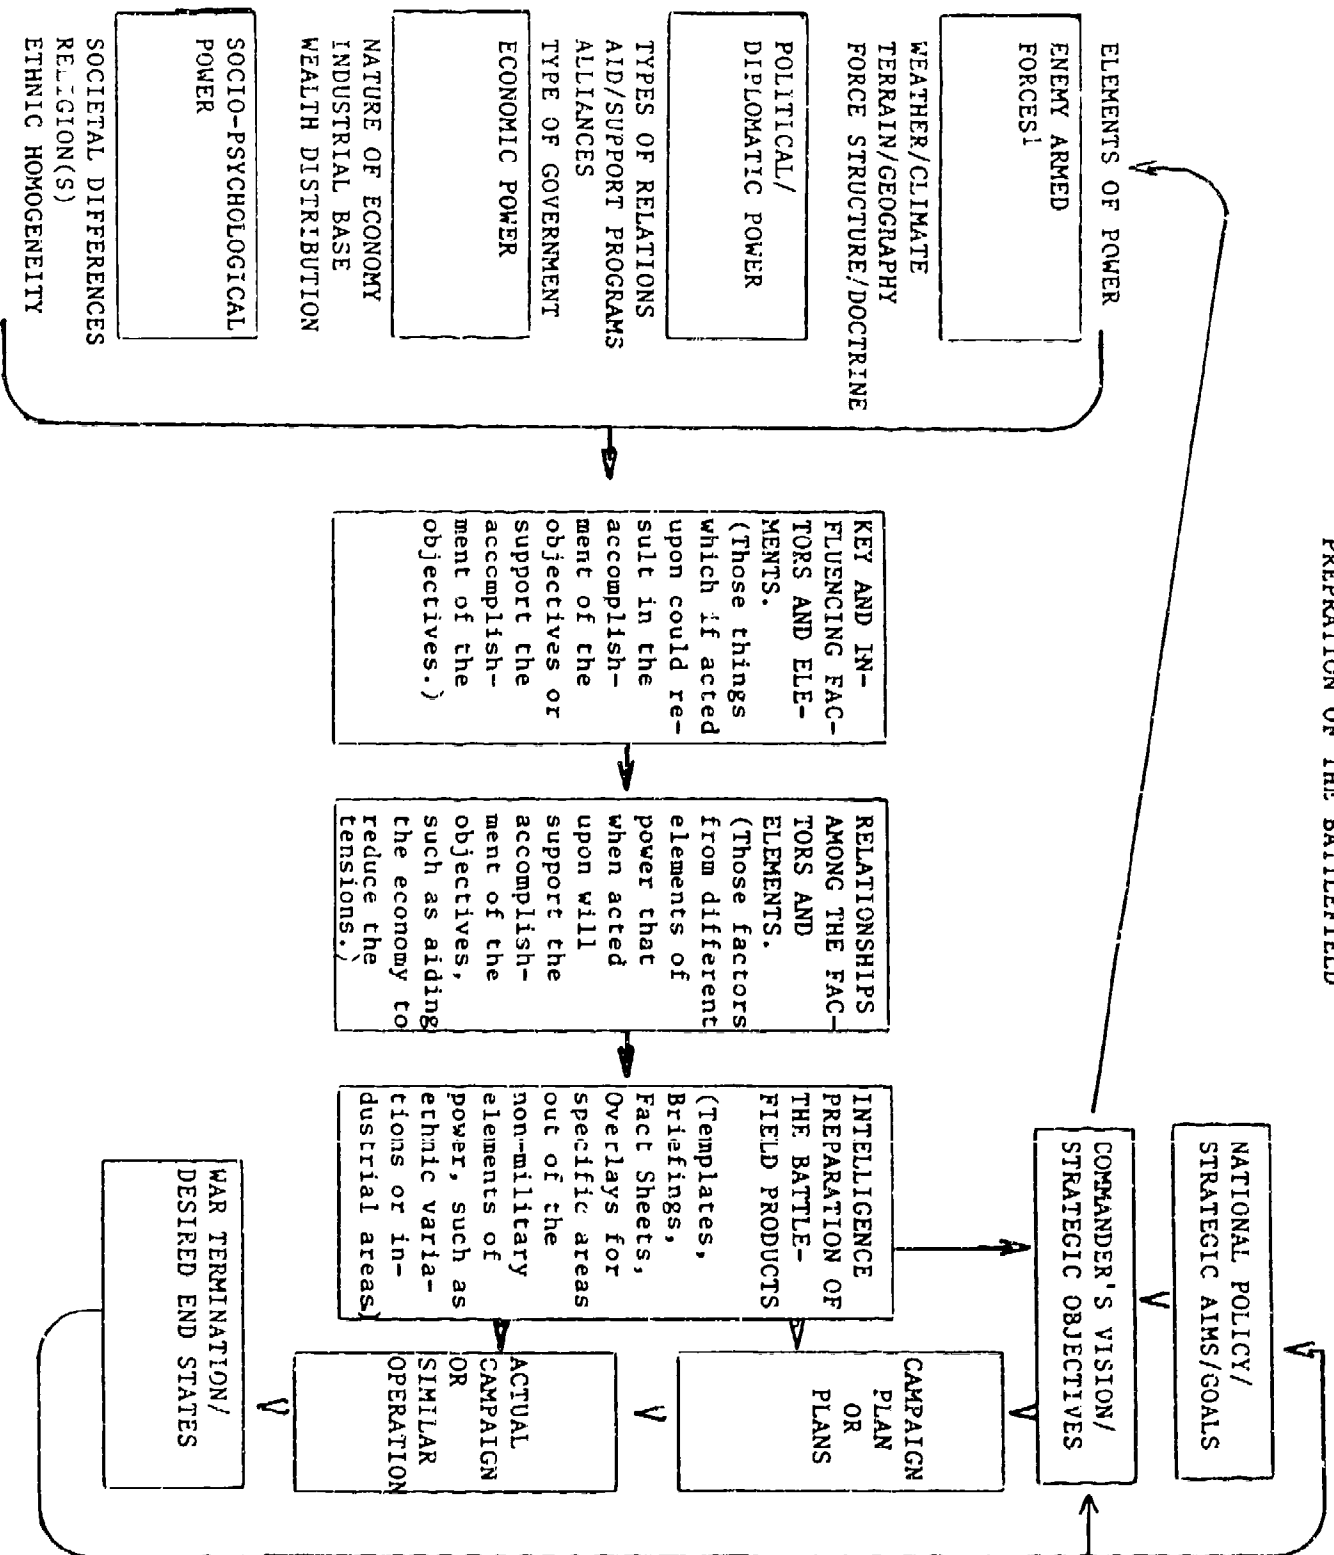 PREPRATION OF THE BATTLEFIELD
ELEMENTS OF POWER
ENEMY ARMED
FORCES1
WEATHER/CLIMATE
TERRAIN/GEOGRAPHY
FORCE STRUCTURE/DOCTRINE
POLITICAL/
DIPLOMATIC POWER
TYPES OF RELATIONS
AID/SUPPORT PROGRAMS
ALLIANCES
TYPE OF GOVERNMENT
ECONOMIC POWER
NATURE OF ECONOMY
INDUSTRIAL BASE
WEALTH DISTRIBUTION
SOCIO-PSYCHOLOGICAL
POWER
SOCIETAL DIFFERENCES
RELIGION(S)
ETHNIC HOMOGENEITY
KEY AND IN-
FLUENCING FAC-
TORS AND ELE-
MENTS.
(Those things
which if acted
upon could re-
sult in the
accomplish-
ment of the
objectives or
support the
accomplish-
ment of the
objectives.)
RELATIONSHIPS
AMONG THE FAC-
TORS AND
ELEMENTS.
(Those factors
from different
elements of
power that
when acted
upon will
support the
accomplish-
ment of the
objectives,
such as aiding
the economy to
reduce the
tensions.)
INTELLIGENCE
PREPARATION OF
THE BATTLE-
FIELD PRODUCTS
(Templates,
Briefings,
Fact Sheets,
Overlays for
specific areas
out of the
non-military
elements of
power, such as
ethnic varia-
tions or in-
dustrial areas)
NATIONAL POLICY/
STRATEGIC AIMS/GOALS
COMMANDER'S VISION/
STRATEGIC OBJECTIVES
CAMPAIGN
PLAN
OR
PLANS
ACTUAL
CAMPAIGN
OR
SIMILAR
OPERATION
WAR TERMINATION/
DESIRED END STATES